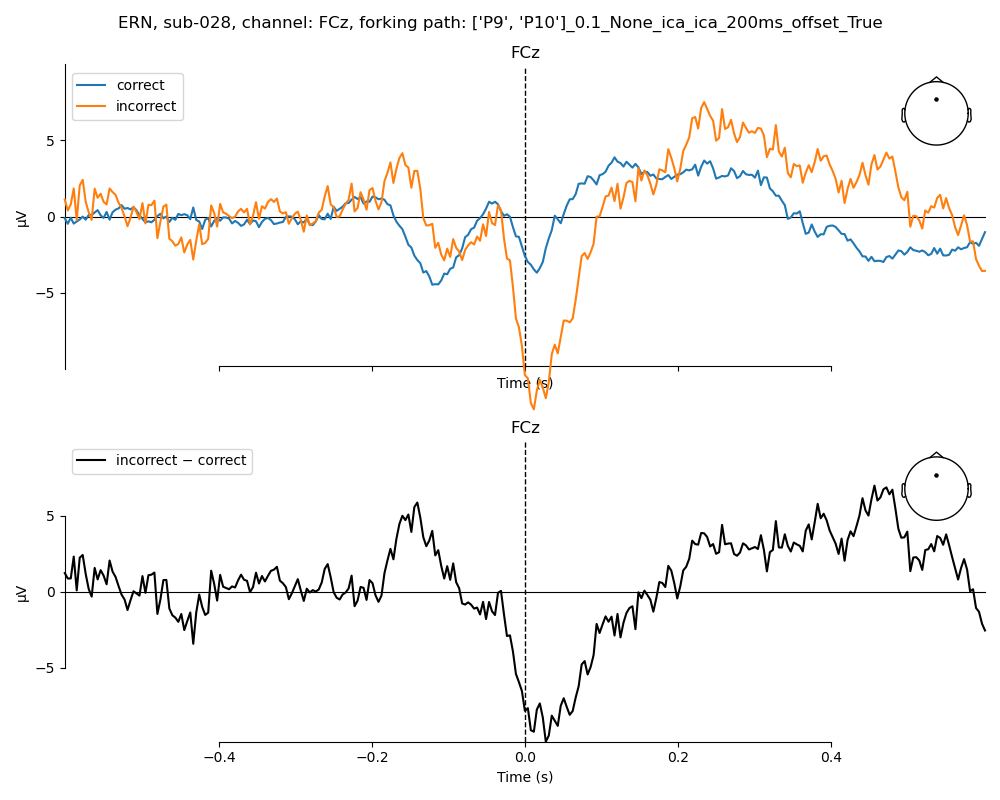 ERN, sub-028, channel: FCz, forking path: ['P9', 'P10']_0.1_None_ica_ica_200ms_offset_True
FCz
correct
incorrect
5
0
−5
µV
Time (s)
FCz
incorrect − correct
5
0
−5
µV
−0.4 −0.2 0.0 0.2 0.4
Time (s)